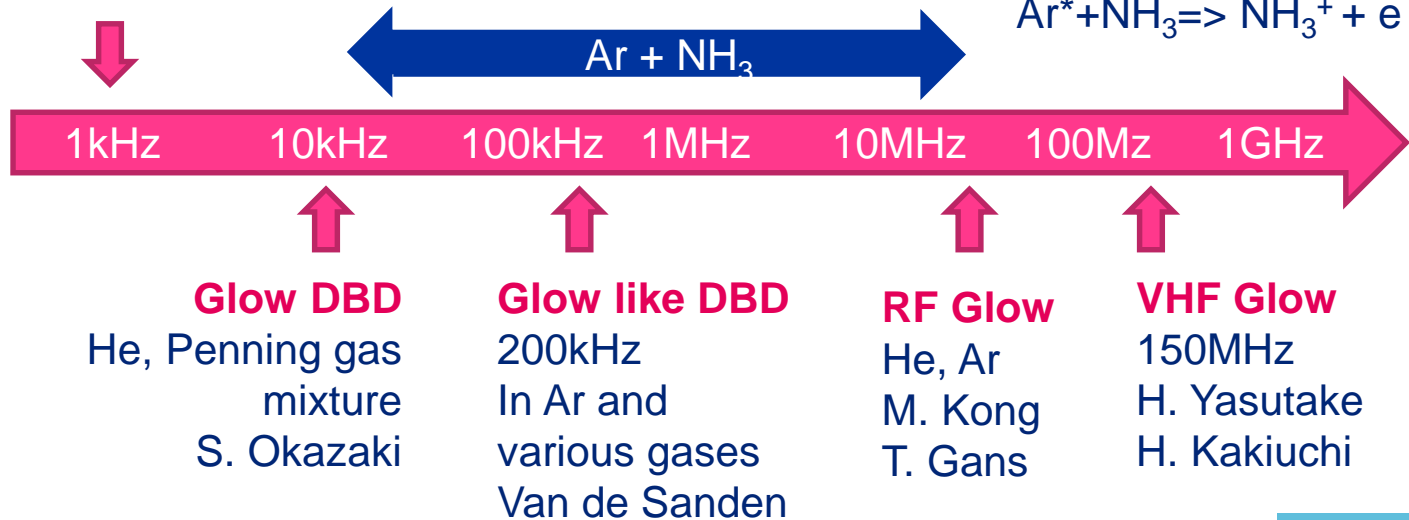 Ar*+NH₃=> NH₃⁺ + e
Ar + NH₃
1kHz 10kHz 100kHz 1MHz 10MHz 100Mz 1GHz
Glow DBD
He, Penning gas
mixture
S. Okazaki
Glow like DBD
200kHz
In Ar and
various gases
Van de Sanden
RF Glow
He, Ar
M. Kong
T. Gans
VHF Glow
150MHz
H. Yasutake
H. Kakiuchi